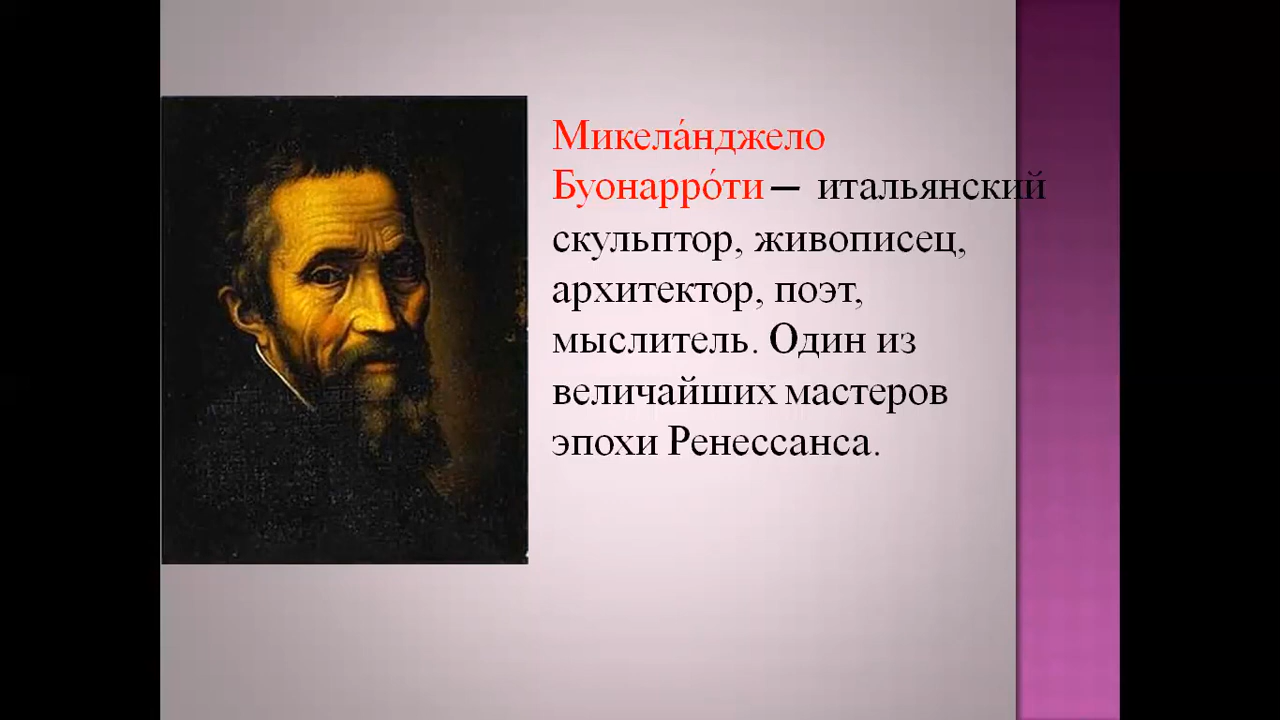 Микела́нджело
Буонарро́ти — итальянский
скульптор, живописец,
архитектор, поэт,
мыслитель. Один из
величайших мастеров
эпохи Ренессанса.